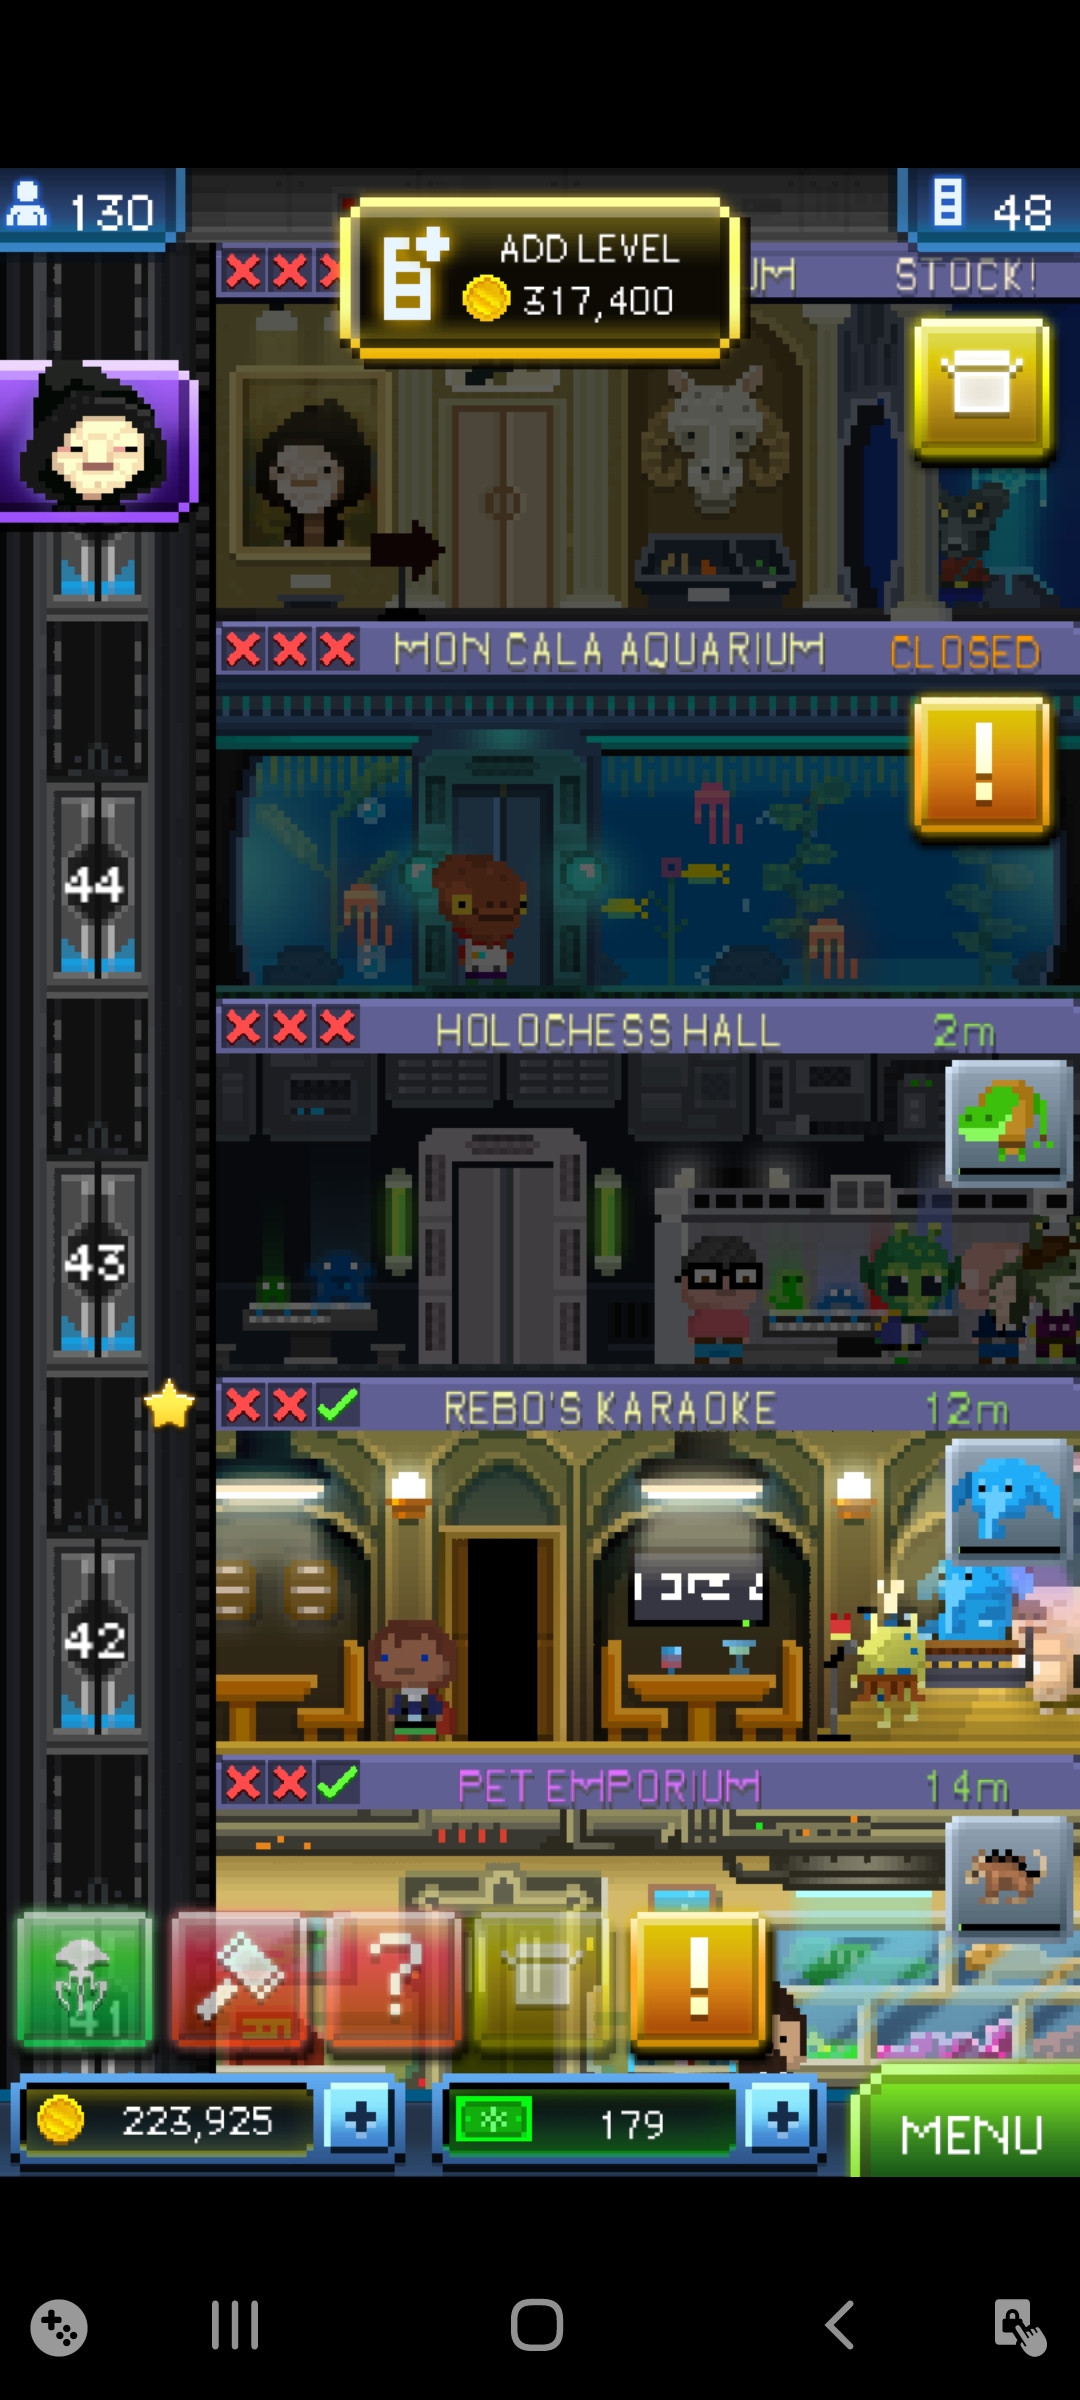 130
48
ADD LEVEL
317,400
UM
STOCK!
MON CALA AQUARIUM
CLOSED
!
44
HOLOCHESS HALL
2m
43
REBO'S KARAOKE
12m
42
PET EMPORIUM
14m
41
?
!
223,925
+
179
+
MENU